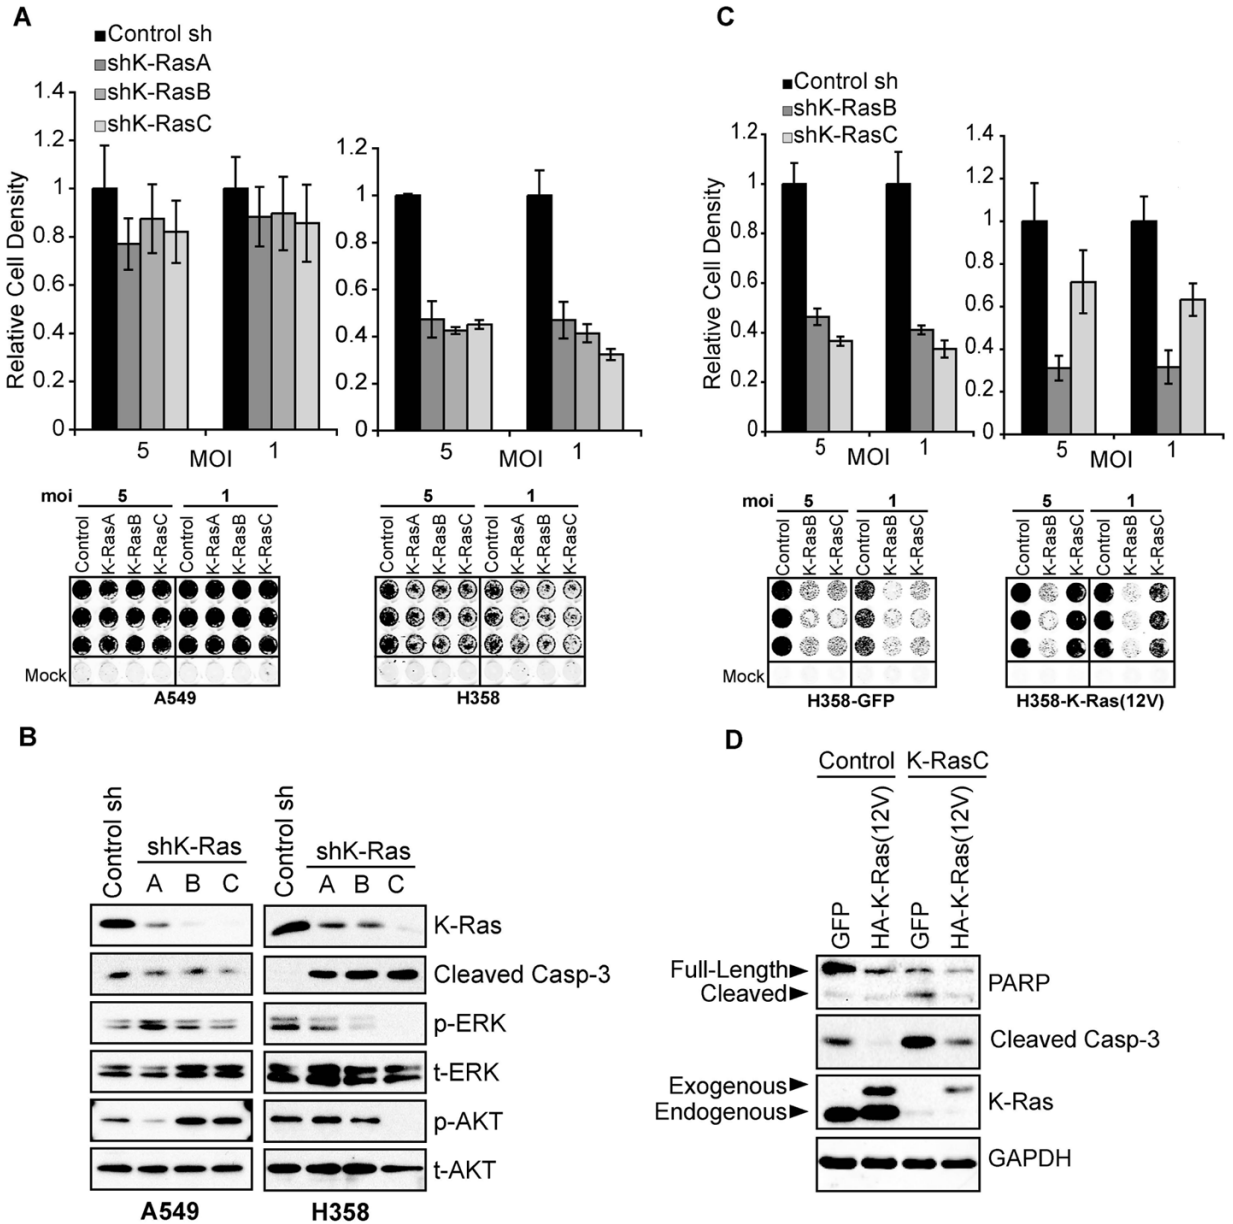 A
Control sh
shK-RasA
shK-RasB
shK-RasC
1.4
1.2
1
0.8
0.6
0.4
0.2
0
Relative Cell Density
5
MOI
1
1.2
1
0.8
0.6
0.4
0.2
0
5
MOI
1
moi
5
1
Control
K-RasA
K-RasB
K-RasC
Control
K-RasA
K-RasB
K-RasC
Mock
A549
5
1
Control
K-RasA
K-RasB
K-RasC
Control
K-RasA
K-RasB
K-RasC
H358
C
Control sh
shK-RasB
shK-RasC
1.2
1
0.8
0.6
0.4
0.2
0
Relative Cell Density
5
MOI
1
1.4
1.2
1
0.8
0.6
0.4
0.2
0
5
MOI
1
moi
5
1
Control
K-RasB
K-RasC
Control
K-RasB
K-RasC
Mock
H358-GFP
5
1
Control
K-RasB
K-RasC
Control
K-RasB
K-RasC
H358-K-Ras(12V)
B
Control sh
shK-Ras
A B C
Control sh
shK-Ras
A B C
K-Ras
Cleaved Casp-3
p-ERK
t-ERK
p-AKT
t-AKT
A549
H358
D
Control
K-RasC
GFP
HA-K-Ras(12V)
GFP
HA-K-Ras(12V)
Full-Length
Cleaved
PARP
Cleaved Casp-3
Exogenous
Endogenous
K-Ras
GAPDH